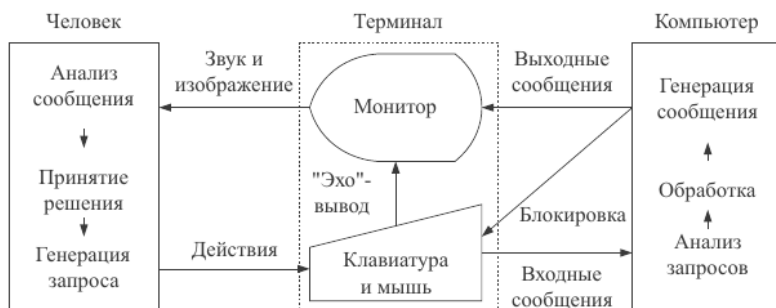 Человек
Терминал
Компьютер
Анализ
сообщения
Принятие
решения
Генерация
запроса
Звук и
изображение
Действия
Монитор
"Эхо"-
вывод
Клавиатура
и мышь
Выходные
сообщения
Блокировка
Входные
сообщения
Генерация
сообщения
Обработка
Анализ
запросов